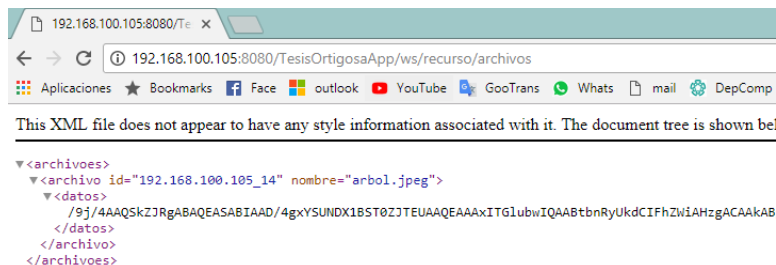 192.168.100.105:8080/Te
192.168.100.105:8080/TesisOrtigosaApp/ws/recurso/archivos
Aplicaciones Bookmarks Face outlook YouTube GooTrans Whats mail DepComp
This XML file does not appear to have any style information associated with it. The document tree is shown bel
▼<archivoes>
▼<archivo id="192.168.100.105_14" nombre="arbol.jpeg">
▼<datos>
/9j/4AAQSkZJRgABAQEASABIAAD/4gxYSUNDX1BST0ZJTEUAAQEAAAxITGlubwIQAABtbnRyUkdCIFhZWiAHzgACAAkAB
</datos>
</archivo>
</archivoes>